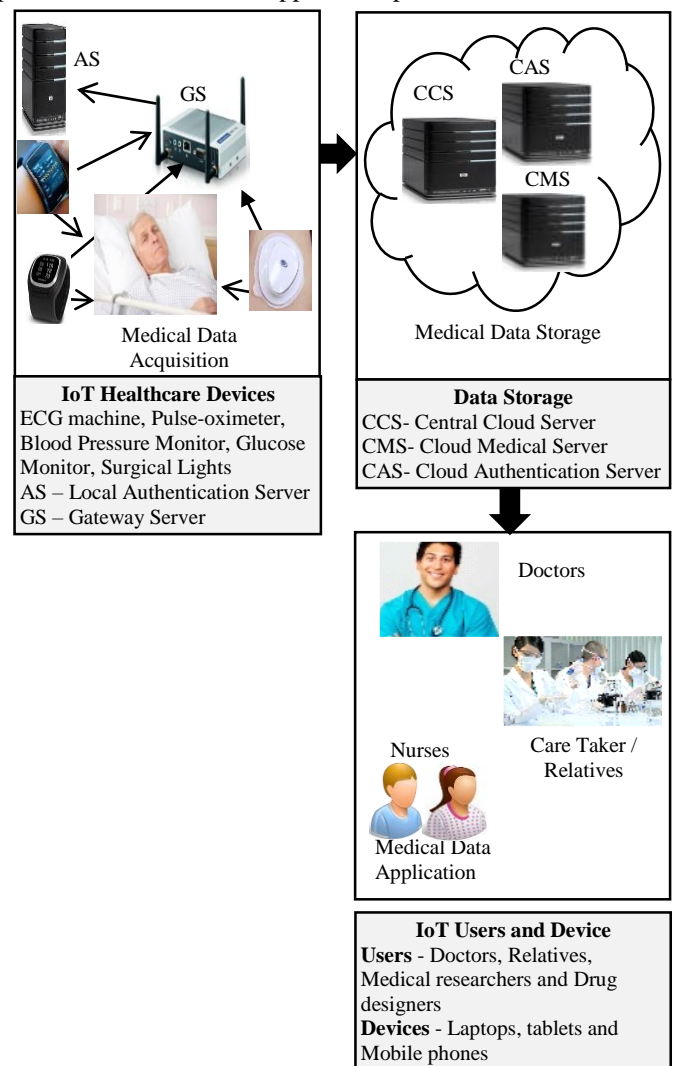 AS
GS
Medical Data
Acquisition
IoT Healthcare Devices
ECG machine, Pulse-oximeter,
Blood Pressure Monitor, Glucose
Monitor, Surgical Lights
AS – Local Authentication Server
GS – Gateway Server
CAS
CCS
CMS
Medical Data Storage
Data Storage
CCS- Central Cloud Server
CMS- Cloud Medical Server
CAS- Cloud Authentication Server
Doctors
Care Taker /
Relatives
Nurses
Medical Data
Application
IoT Users and Device
Users - Doctors, Relatives,
Medical researchers and Drug
designers
Devices - Laptops, tablets and
Mobile phones